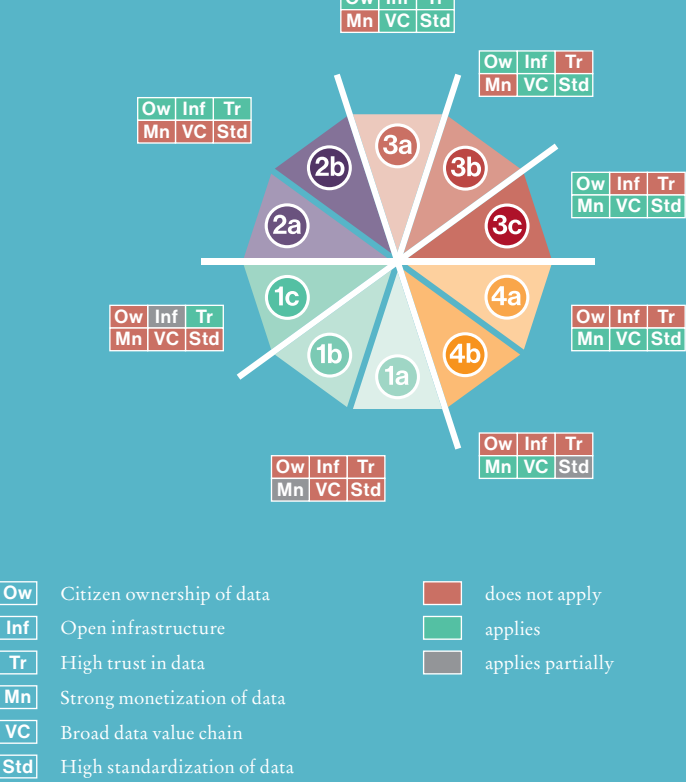 Ow Inf Tr
Mn VC Std
Ow Inf Tr
Mn VC Std
Ow Inf Tr
Mn VC Std
3a
2b
3b
Ow Inf Tr
Mn VC Std
2a
3c
1c
4a
Ow Inf Tr
Mn VC Std
Ow Inf Tr
Mn VC Std
1b
4b
1a
Ow Inf Tr
Mn VC Std
Ow Inf Tr
Mn VC Std
Ow Citizen ownership of data
does not apply
Inf Open infrastructure
applies
Tr High trust in data
applies partially
Mn Strong monetization of data
VC Broad data value chain
Std High standardization of data